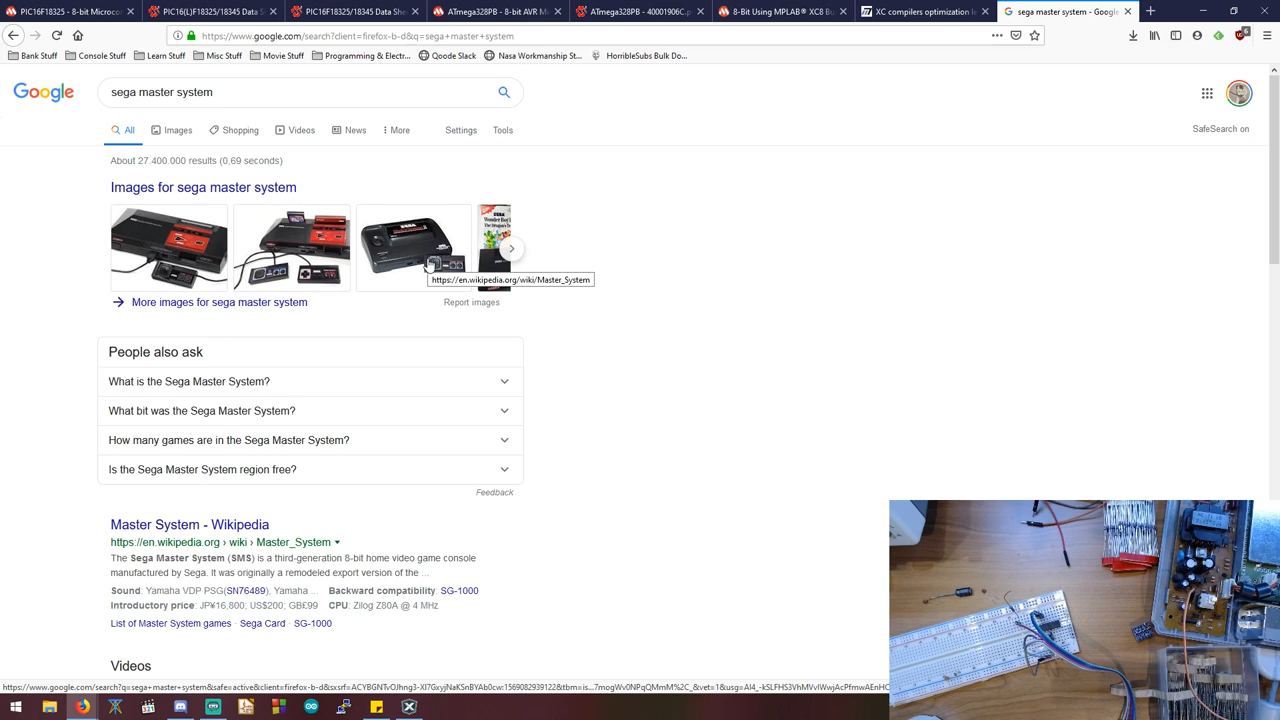 PIC16F18325 - 8-bit Microco
PIC16(L)F18325/18345 Data S
PIC16F18325/18345 Data She
ATmega328PB - 8-bit AVR Mi
ATmega328PB - 40001906C.p
8-Bit Using MPLAB® XC8 Bu
XC compilers optimization le
sega master system - Google
https://www.google.com/search?client=firefox-b-d&q=sega+master+system
Bank Stuff
Console Stuff
Learn Stuff
Misc Stuff
Movie Stuff
Programming & Electr...
Qoode Slack
Nasa Workmanship St...
HorribleSubs Bulk Do...
Google
sega master system
All
Images
Shopping
Videos
News
More
Settings
Tools
SafeSearch on
About 27.400.000 results (0,69 seconds)
Images for sega master system
https://en.wikipedia.org/wiki/Master_System
More images for sega master system
Report images
People also ask
What is the Sega Master System?
What bit was the Sega Master System?
How many games are in the Sega Master System?
Is the Sega Master System region free?
Feedback
Master System - Wikipedia
https://en.wikipedia.org › wiki › Master_System
The Sega Master System (SMS) is a third-generation 8-bit home video game console
manufactured by Sega. It was originally a remodeled export version of the ...
Sound: Yamaha VDP PSG(SN76489), Yamaha ...
Backward compatibility: SG-1000
Introductory price: JP¥16,800; US$200; GB£99
CPU: Zilog Z80A @ 4 MHz
List of Master System games · Sega Card · SG-1000
Videos